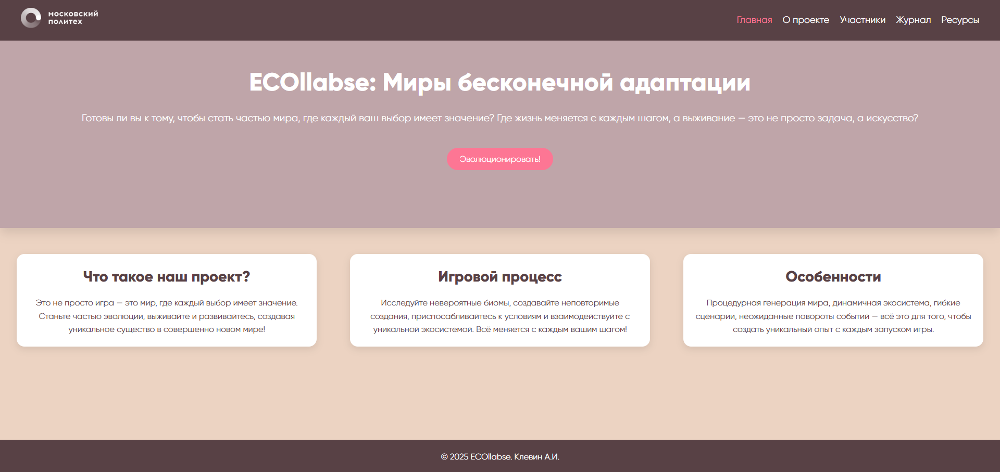 московский
политех
Главная О проекте Участники Журнал Ресурсы
ECOllabse: Миры бесконечной адаптации
Готовы ли вы к тому, чтобы стать частью мира, где каждый ваш выбор имеет значение? Где жизнь меняется с каждым шагом, а выживание — это не просто задача, а искусство?
Эволюционировать!
Что такое наш проект?
Это не просто игра — это мир, где каждый выбор имеет значение.
Станьте частью эволюции, выживайте и развивайтесь, создавая
уникальное существо в совершенно новом мире!
Игровой процесс
Исследуйте невероятные биомы, создавайте неповторимые
создания, приспосабливайтесь к условиям и взаимодействуйте с
уникальной экосистемой. Всё меняется с каждым вашим шагом!
Особенности
Процедурная генерация мира, динамичная экосистема, гибкие
сценарии, неожиданные повороты событий — всё это для того, чтобы
создать уникальный опыт с каждым запуском игры.
© 2025 ECOllabse. Клевин А.И.